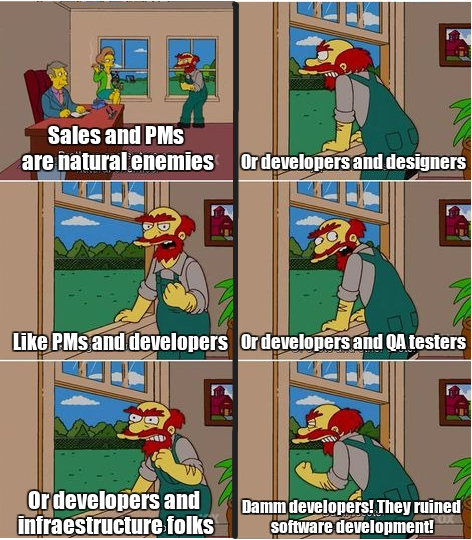 Sales and PMs
are natural enemies
Like PMs and developers
Or developers and
infraestructure folks
Or developers and designers
Or developers and QA testers
Damm developers! They ruined
software development!